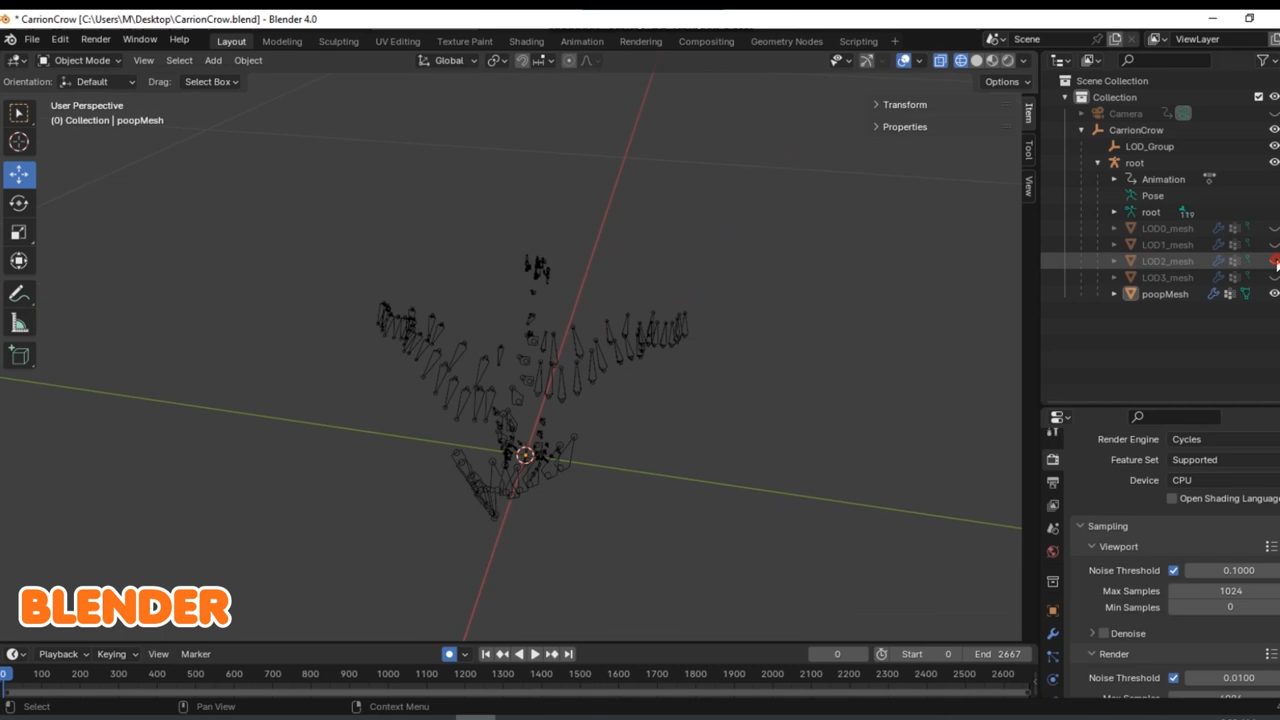 * CarrionCrow [C:\Users\M\Desktop\CarrionCrow.blend] - Blender 4.0
File Edit Render Window Help Layout Modeling Sculpting UV Editing Texture Paint Shading Animation Rendering Compositing Geometry Nodes Scripting + Scene ViewLayer
Object Mode View Select Add Object Global
Orientation: Default Drag: Select Box Options
User Perspective
(0) Collection | poopMesh
Transform
Properties
Item
Tool
View
Scene Collection
Collection
Camera
CarrionCrow
LOD_Group
root
Animation
Pose
root 119
LOD0_mesh
LOD1_mesh
LOD2_mesh
LOD3_mesh
poopMesh
Render Engine Cycles
Feature Set Supported
Device CPU
Open Shading Language
Sampling
Viewport
Noise Threshold 0.1000
Max Samples 1024
Min Samples 0
Denoise
Render
Noise Threshold 0.0100
BLENDER
Playback Keying View Marker 0 Start 0 End 2667
0 100 200 300 400 500 600 700 800 900 1000 1100 1200 1300 1400 1500 1600 1700 1800 1900 2000 2100 2200 2300 2400 2500 2600
Select Pan View Context Menu